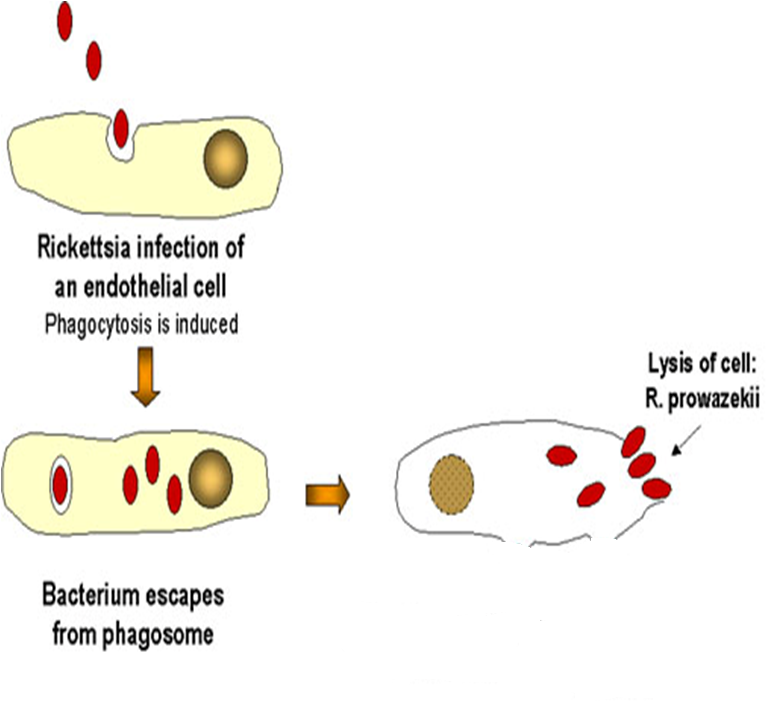 Rickettsia infection of
an endothelial cell
Phagocytosis is induced
Lysis of cell:
R. prowazekii
Bacterium escapes
from phagosome